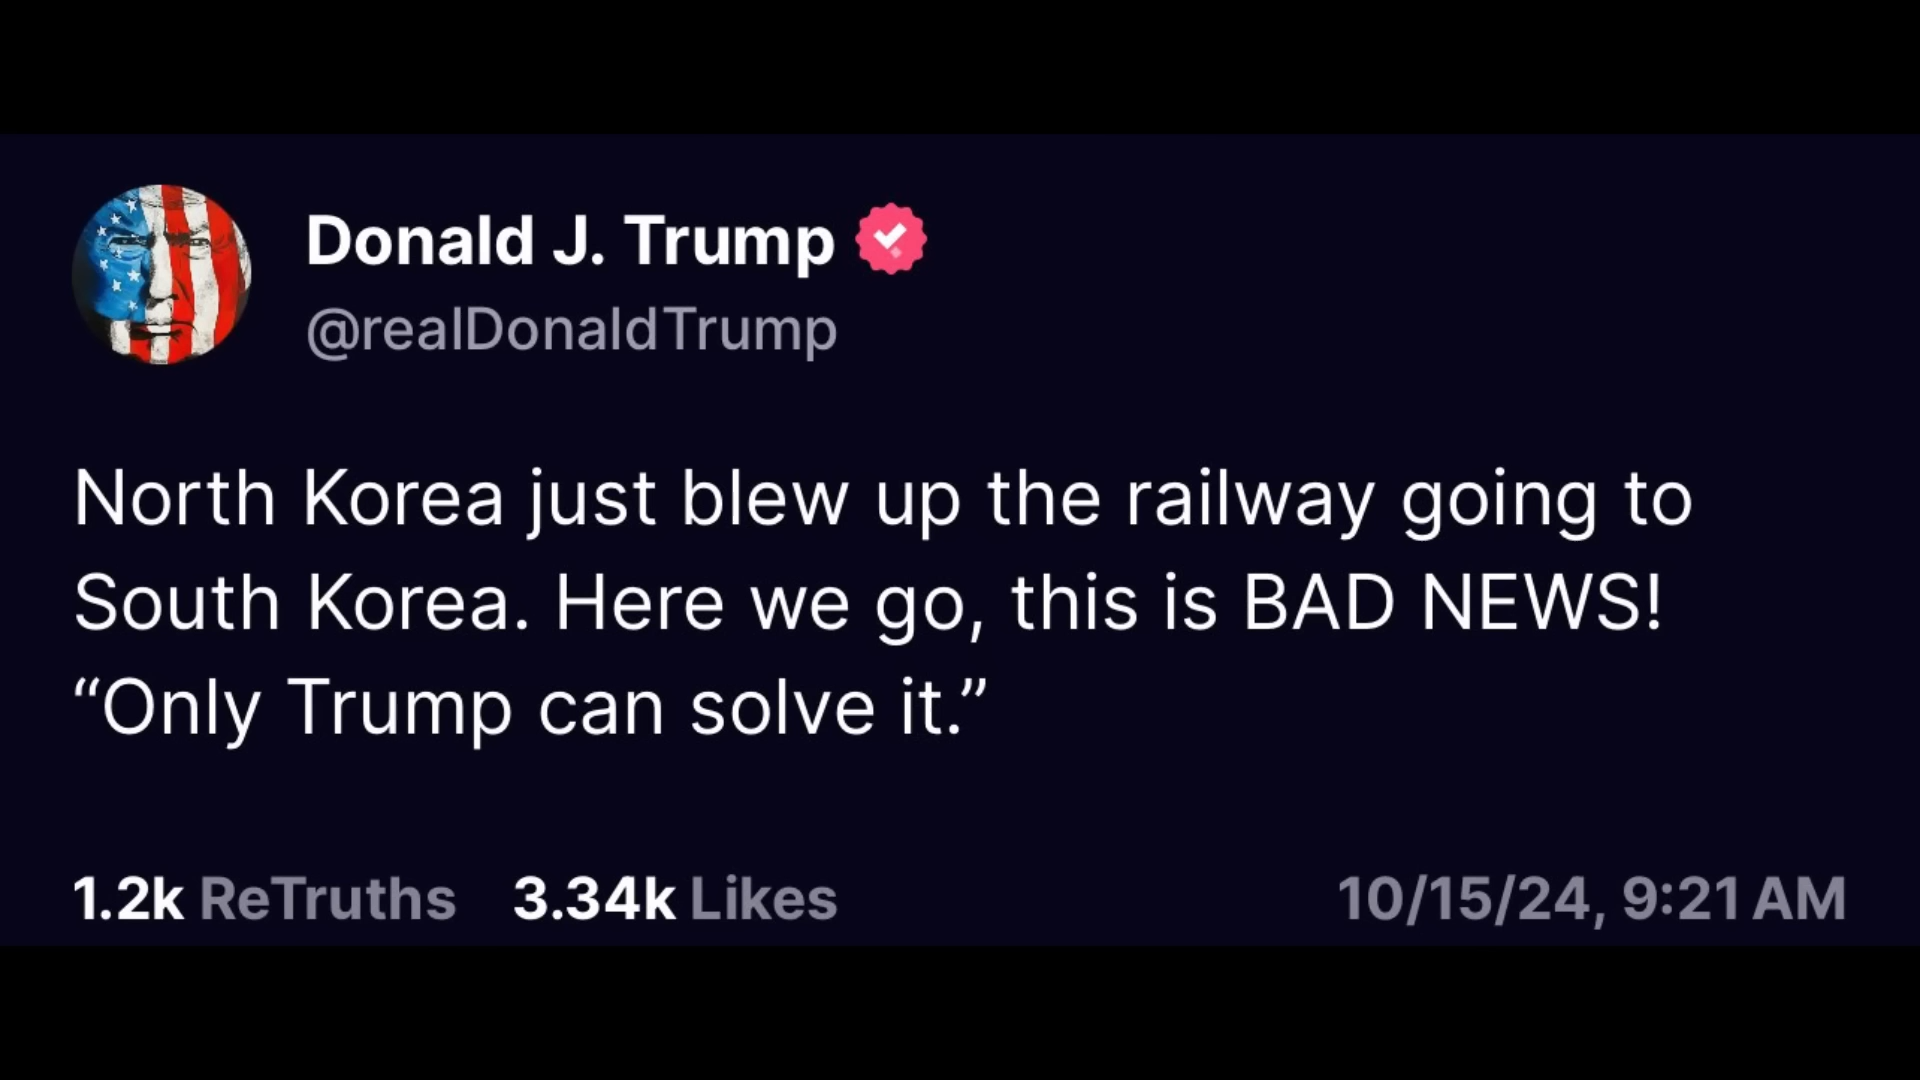 Donald J. Trump
@realDonaldTrump
North Korea just blew up the railway going to
South Korea. Here we go, this is BAD NEWS!
“Only Trump can solve it.”
1.2k ReTruths 3.34k Likes 10/15/24, 9:21 AM